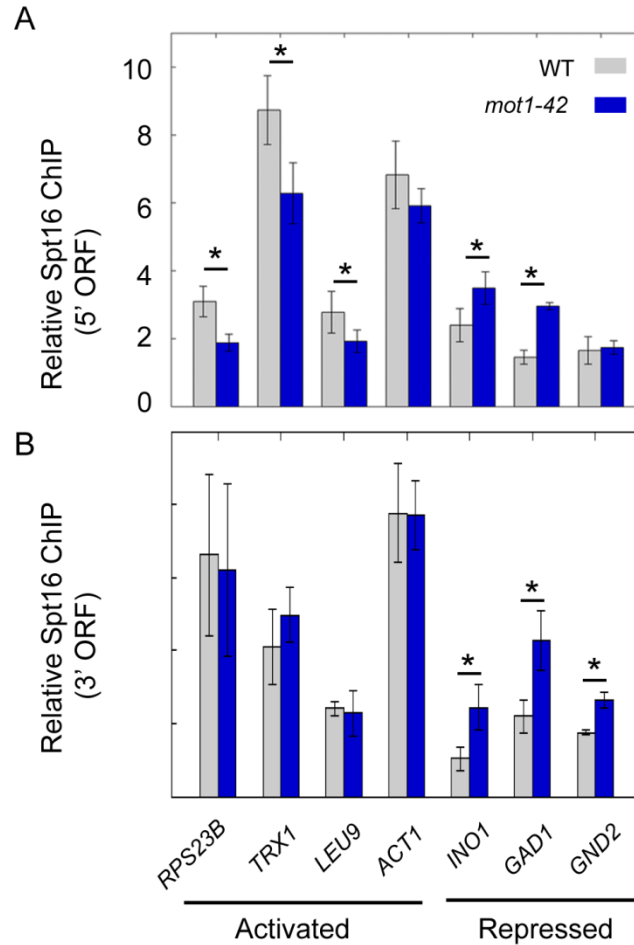 A
10
8
6
4
2
0
Relative Spt16 ChIP
(5' ORF)
WT
mot1-42
*
*
*
*
*
B
Relative Spt16 ChIP
(3' ORF)
*
*
*
RPS23B
TRX1
LEU9
ACT1
INO1
GAD1
GND2
Activated
Repressed